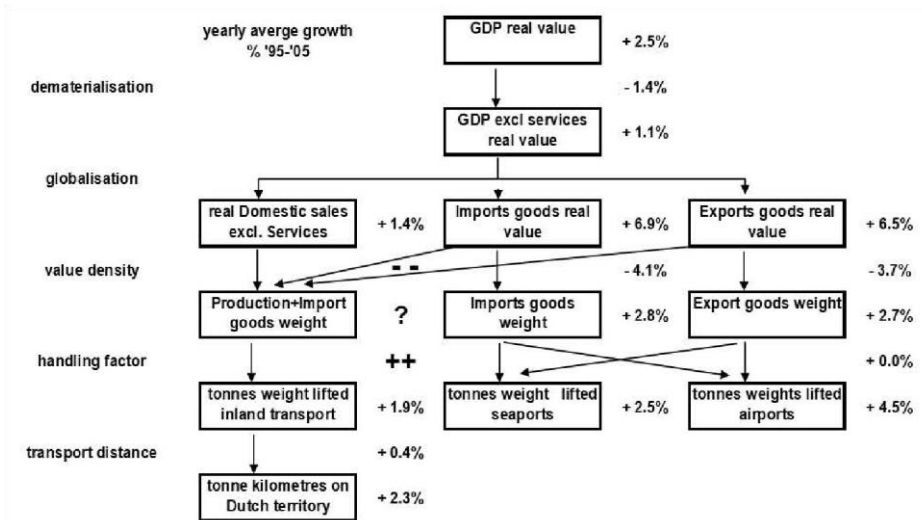 yearly averge growth
% '95-'05
GDP real value
+ 2.5%
dematerialisation
- 1.4%
GDP excl services
real value
+ 1.1%
globalisation
real Domestic sales
excl. Services
+ 1.4%
Imports goods real
value
+ 6.9%
Exports goods real
value
+ 6.5%
value density
- -
- 4.1%
- 3.7%
Production+Import
goods weight
?
Imports goods
weight
+ 2.8%
Export goods weight
+ 2.7%
handling factor
++
+ 0.0%
tonnes weight lifted
inland transport
+ 1.9%
tonnes weight lifted
seaports
+ 2.5%
tonnes weights lifted
airports
+ 4.5%
transport distance
+ 0.4%
tonne kilometres on
Dutch territory
+ 2.3%